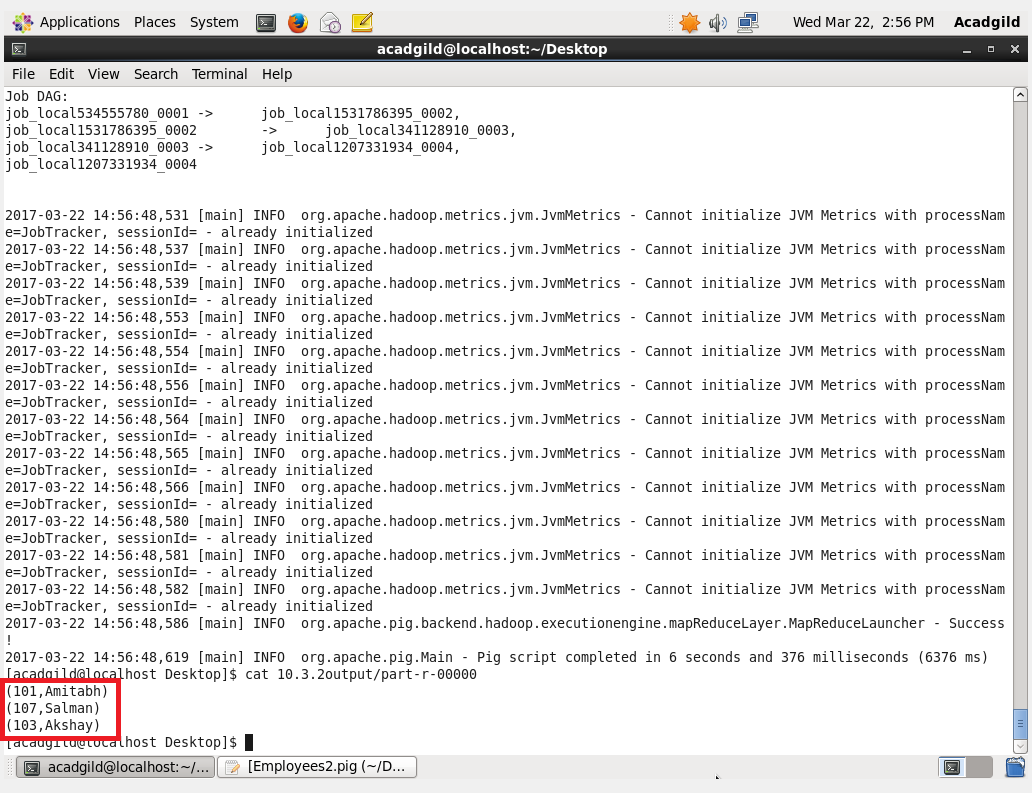 Applications Places System Wed Mar 22, 2:56 PM Acadgild
acadgild@localhost:~/Desktop
File Edit View Search Terminal Help
Job DAG:
job_local534555780_0001 -> job_local1531786395_0002,
job_local1531786395_0002 -> job_local341128910_0003,
job_local341128910_0003 -> job_local1207331934_0004,
job_local1207331934_0004
2017-03-22 14:56:48,531 [main] INFO org.apache.hadoop.metrics.jvm.JvmMetrics - Cannot initialize JVM Metrics with processNam
e=JobTracker, sessionId= - already initialized
2017-03-22 14:56:48,537 [main] INFO org.apache.hadoop.metrics.jvm.JvmMetrics - Cannot initialize JVM Metrics with processNam
e=JobTracker, sessionId= - already initialized
2017-03-22 14:56:48,539 [main] INFO org.apache.hadoop.metrics.jvm.JvmMetrics - Cannot initialize JVM Metrics with processNam
e=JobTracker, sessionId= - already initialized
2017-03-22 14:56:48,553 [main] INFO org.apache.hadoop.metrics.jvm.JvmMetrics - Cannot initialize JVM Metrics with processNam
e=JobTracker, sessionId= - already initialized
2017-03-22 14:56:48,554 [main] INFO org.apache.hadoop.metrics.jvm.JvmMetrics - Cannot initialize JVM Metrics with processNam
e=JobTracker, sessionId= - already initialized
2017-03-22 14:56:48,556 [main] INFO org.apache.hadoop.metrics.jvm.JvmMetrics - Cannot initialize JVM Metrics with processNam
e=JobTracker, sessionId= - already initialized
2017-03-22 14:56:48,564 [main] INFO org.apache.hadoop.metrics.jvm.JvmMetrics - Cannot initialize JVM Metrics with processNam
e=JobTracker, sessionId= - already initialized
2017-03-22 14:56:48,565 [main] INFO org.apache.hadoop.metrics.jvm.JvmMetrics - Cannot initialize JVM Metrics with processNam
e=JobTracker, sessionId= - already initialized
2017-03-22 14:56:48,566 [main] INFO org.apache.hadoop.metrics.jvm.JvmMetrics - Cannot initialize JVM Metrics with processNam
e=JobTracker, sessionId= - already initialized
2017-03-22 14:56:48,580 [main] INFO org.apache.hadoop.metrics.jvm.JvmMetrics - Cannot initialize JVM Metrics with processNam
e=JobTracker, sessionId= - already initialized
2017-03-22 14:56:48,581 [main] INFO org.apache.hadoop.metrics.jvm.JvmMetrics - Cannot initialize JVM Metrics with processNam
e=JobTracker, sessionId= - already initialized
2017-03-22 14:56:48,582 [main] INFO org.apache.hadoop.metrics.jvm.JvmMetrics - Cannot initialize JVM Metrics with processNam
e=JobTracker, sessionId= - already initialized
2017-03-22 14:56:48,586 [main] INFO org.apache.pig.backend.hadoop.executionengine.mapReduceLayer.MapReduceLauncher - Success
!
2017-03-22 14:56:48,619 [main] INFO org.apache.pig.Main - Pig script completed in 6 seconds and 376 milliseconds (6376 ms)
[acadgild@localhost Desktop]$ cat 10.3.2output/part-r-00000
(101,Amitabh)
(107,Salman)
(103,Akshay)
[acadgild@localhost Desktop]$
acadgild@localhost:~/... [Employees2.pig (~/D...